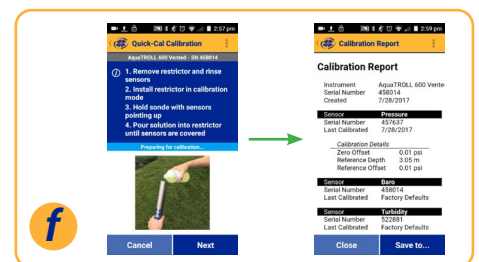 2:57 pm
Quick-Cal Calibration
AquaTROLL 600 Vented - SN 458014
1. Remove restrictor and rinse
sensors
2. Install restrictor in calibration
mode
3. Hold sonde with sensors
pointing up
4. Pour solution into restrictor
until sensors are covered
Preparing for calibration...
Cancel Next
f
2:59 pm
Calibration Report
Calibration Report
Instrument AquaTROLL 600 Vente
Serial Number 458014
Created 7/28/2017
Sensor Pressure
Serial Number 457637
Last Calibrated 7/28/2017
Calibration Details
Zero Offset 0.01 psi
Reference Depth 3.05 m
Reference Offset 0.01 psi
Sensor Baro
Serial Number 458014
Last Calibrated Factory Defaults
Sensor Turbidity
Serial Number 522881
Last Calibrated Factory Defaults
Close Save to...